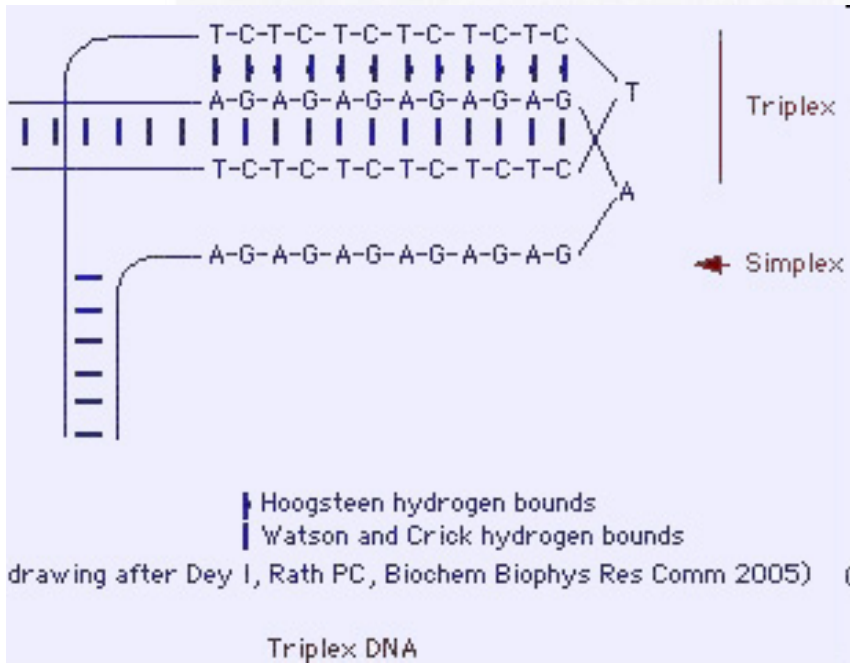 T-C-T-C-T-C-T-C-T-C-T-C
T
Triplex
A-G-A-G-A-G-A-G-A-G-A-G
T-C-T-C-T-C-T-C-T-C-T-C
A
A-G-A-G-A-G-A-G-A-G-A-G
Simplex
Hoogsteen hydrogen bounds
Watson and Crick hydrogen bounds
drawing after Dey I, Rath PC, Biochem Biophys Res Comm 2005) (
Triplex DNA